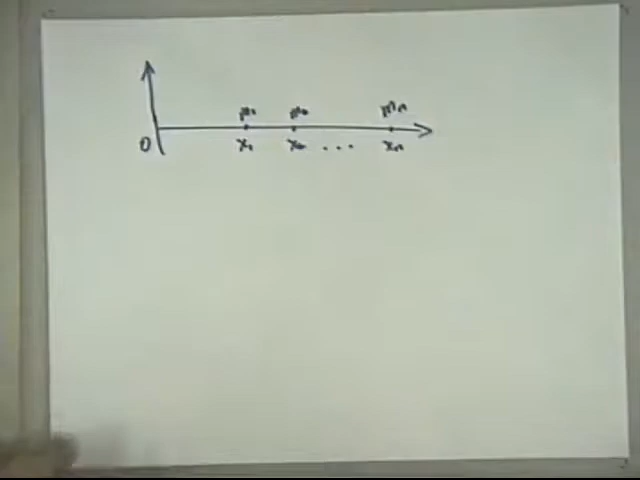 m₁ m₂ mₙ
0 x₁ x₂ ... xₙ